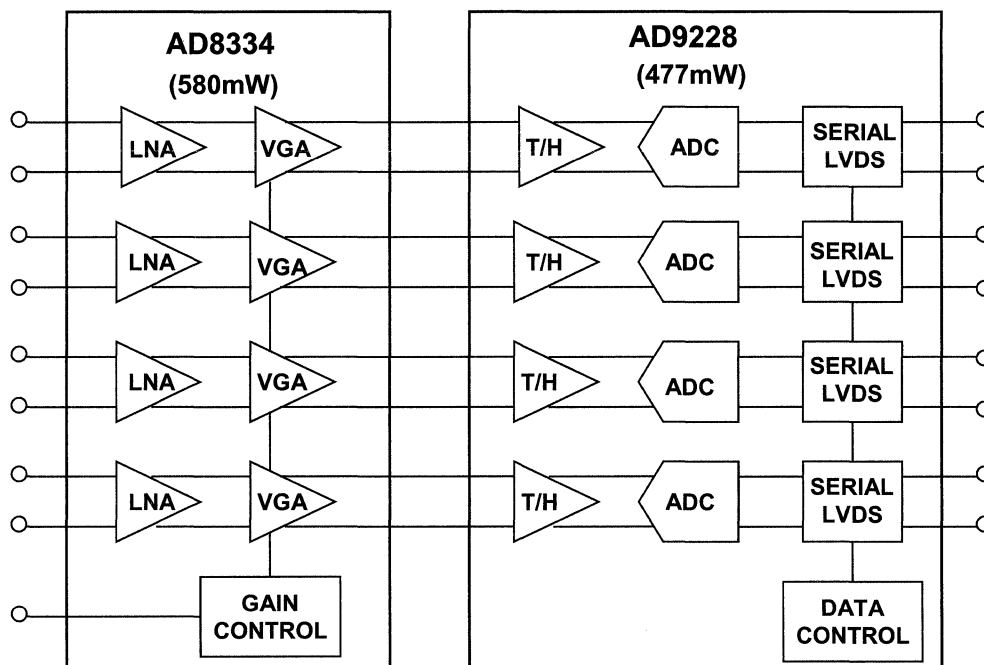 AD8334
(580mW)
AD9228
(477mW)
LNA
VGA
T/H
ADC
SERIAL
LVDS
LNA
VGA
T/H
ADC
SERIAL
LVDS
LNA
VGA
T/H
ADC
SERIAL
LVDS
LNA
VGA
T/H
ADC
SERIAL
LVDS
GAIN
CONTROL
DATA
CONTROL